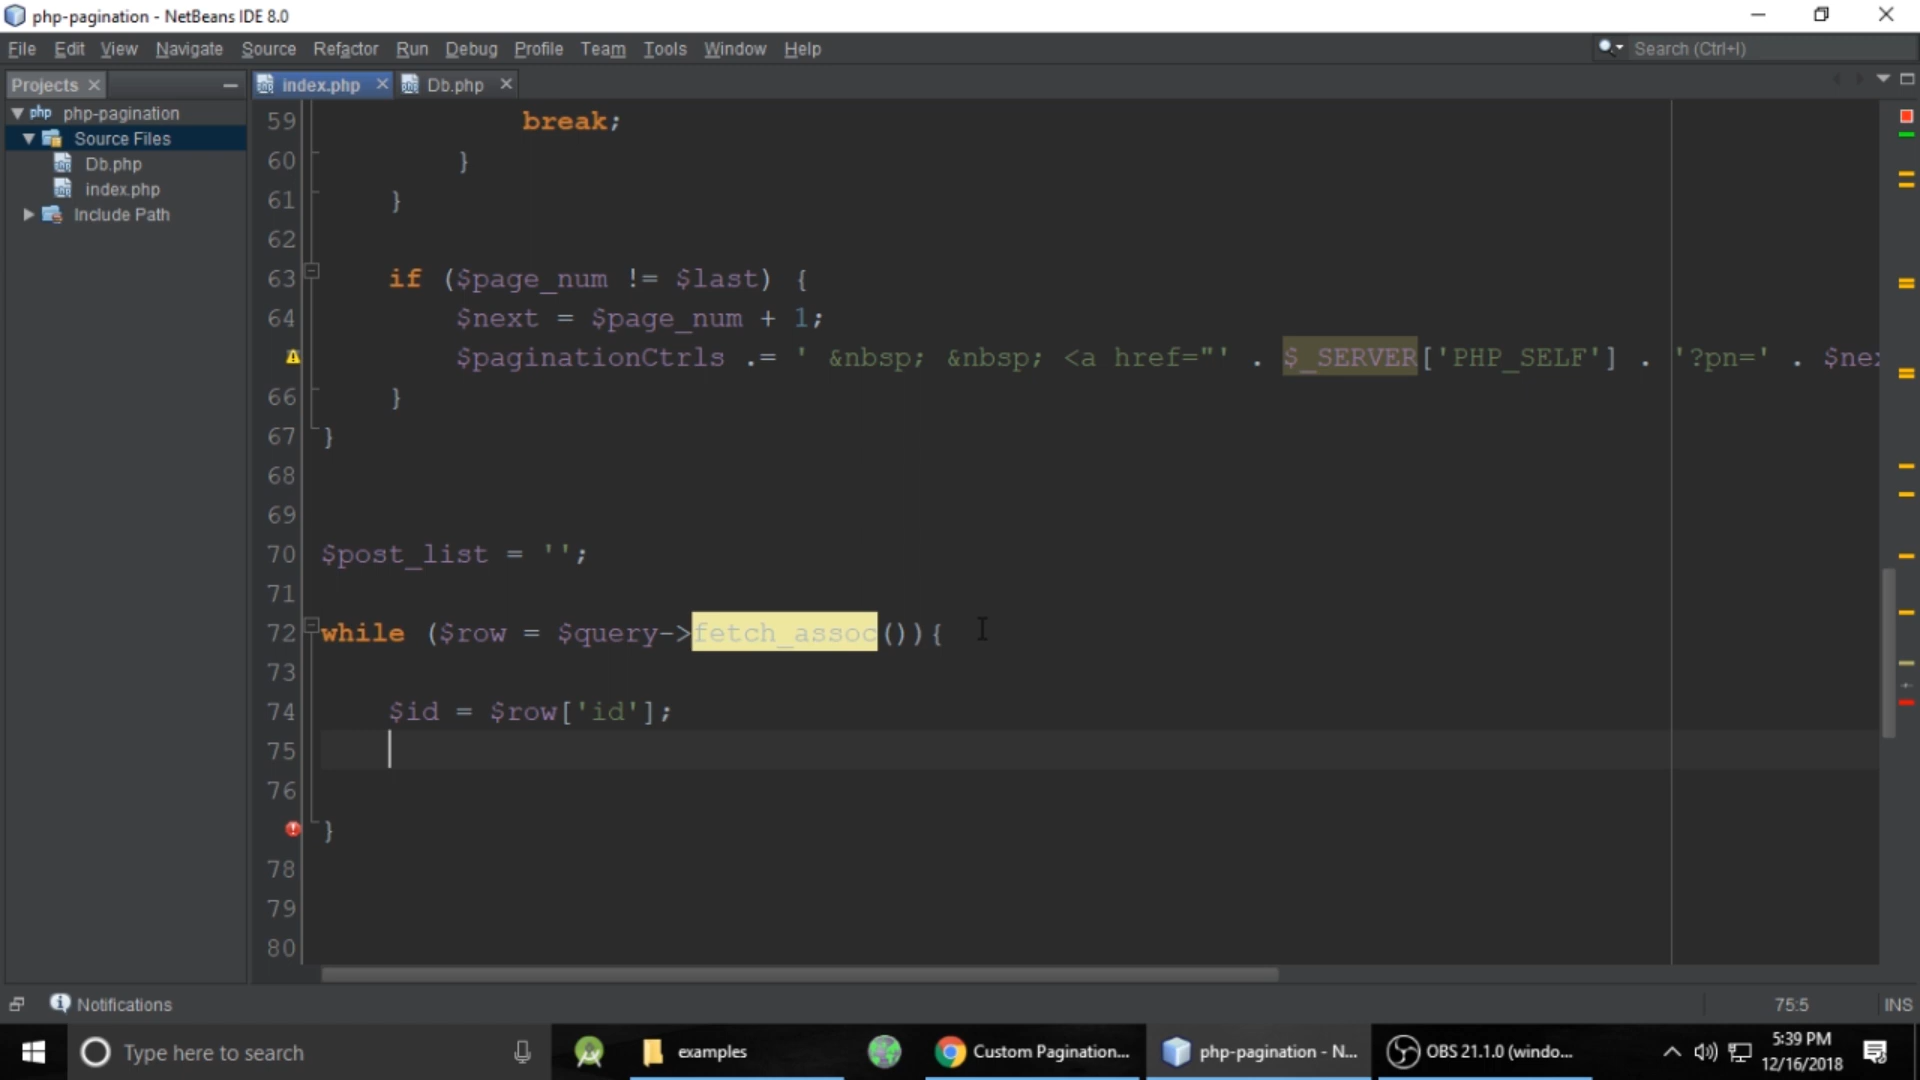 php-pagination - NetBeans IDE 8.0
File Edit View Navigate Source Refactor Run Debug Profile Team Tools Window Help
Search (Ctrl+I)
Projects
index.php
Db.php
php-pagination
Source Files
Db.php
index.php
Include Path
59 break;
60 }
61 }
62
63 if ($page_num != $last) {
64 $next = $page_num + 1;
$paginationCtrls .= ' &nbsp; &nbsp; <a href="' . $_SERVER['PHP_SELF'] . '?pn=' . $nex
66 }
67 }
68
69
70 $post_list = '';
71
72 while ($row = $query->fetch_assoc()){
73
74 $id = $row['id'];
75
76
}
78
79
80
Notifications
75:5
INS
Type here to search
examples
Custom Pagination...
php-pagination - N...
OBS 21.1.0 (windo...
5:39 PM
12/16/2018